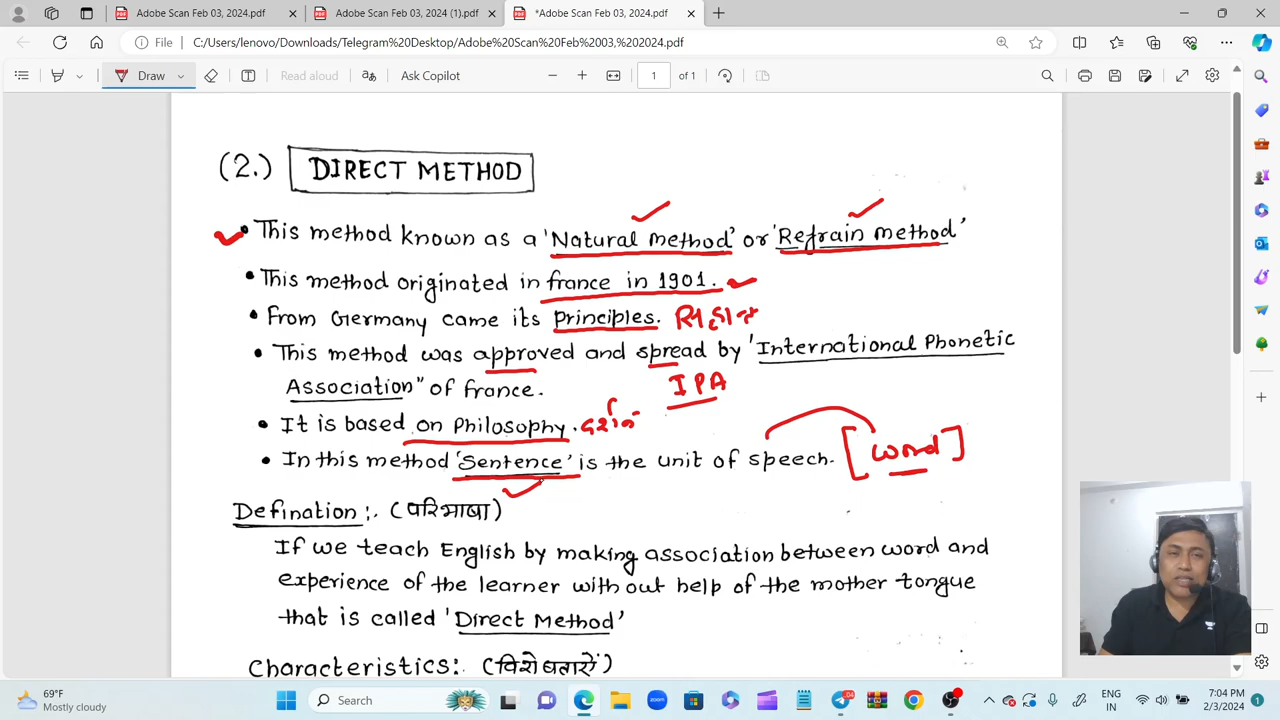 Adobe Scan Feb 03, 2024.pdf
Adobe Scan Feb 03, 2024 (1).pdf
*Adobe Scan Feb 03, 2024.pdf
File
C:/Users/lenovo/Downloads/Telegram%20Desktop/Adobe%20Scan%20Feb%2003,%202024.pdf
Draw
Read aloud
Ask Copilot
1
of 1
(2.) DIRECT METHOD
• This method known as a 'Natural method' or 'Refrain method'
• This method originated in france in 1901.
• From Germany came its principles.
• This method was approved and spread by 'International Phonetic
Association" of france.
IPA
• It is based on Philosophy.
• In this method 'Sentence' is the unit of speech. [word]
Defination:. (परिभाषा)
If we teach English by making association between word and
experience of the learner with out help of the mother tongue
that is called 'Direct Method'
Characteristics: (विशेषताऐं)
69°F
Mostly cloudy
Search
zoom
04
ENG
IN
7:04 PM
2/3/2024
1